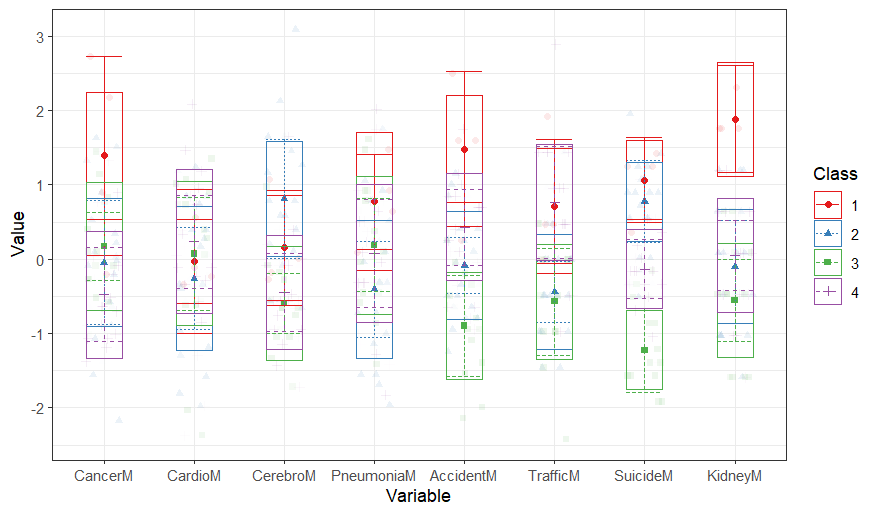 3
2
1
0
-1
-2
Value
CancerM CardioM CerebroM PneumoniaM AccidentM TrafficM SuicideM KidneyM
Variable
Class
1
2
3
4